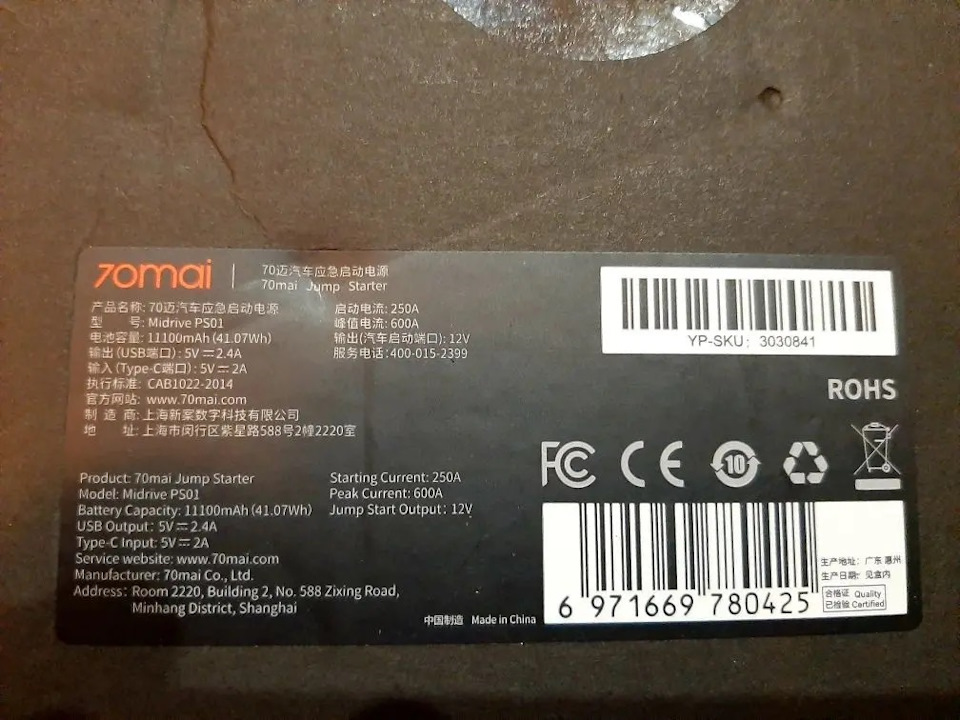 70mai
70迈汽车应急启动电源
70mai Jump Starter
产品名称: 70迈汽车应急启动电源
型 号: Midrive PS01
电池容量: 11100mAh (41.07Wh)
输出 (USB端口) : 5V ⎓ 2.4A
输入 (Type-C端口) : 5V ⎓ 2A
执行标准: CAB1022-2014
官方网站: www.70mai.com
制 造 商: 上海新案数字科技有限公司
地 址: 上海市闵行区紫星路588号2幢2220室
启动电流: 250A
峰值电流: 600A
输出(汽车启动端口): 12V
服务电话:400-015-2399
Product: 70mai Jump Starter
Model: Midrive PS01
Battery Capacity: 11100mAh (41.07Wh)
USB Output: 5V ⎓ 2.4A
Type-C Input: 5V ⎓ 2A
Service website: www.70mai.com
Manufacturer: 70mai Co., Ltd.
Address: Room 2220, Building 2, No. 588 Zixing Road,
Minhang District, Shanghai
Starting Current: 250A
Peak Current: 600A
Jump Start Output: 12V
中国制造 Made in China
YP-SKU: 3030841
ROHS
FC CE 10
生产地址: 广东 惠州
生产日期: 见盒内
合格证 Quality
已检验 Certified
6 971669 780425